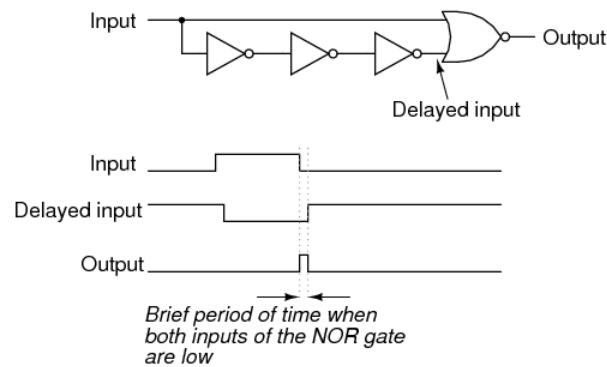 Input
Output
Delayed input
Input
Delayed input
Output
Brief period of time when
both inputs of the NOR gate
are low